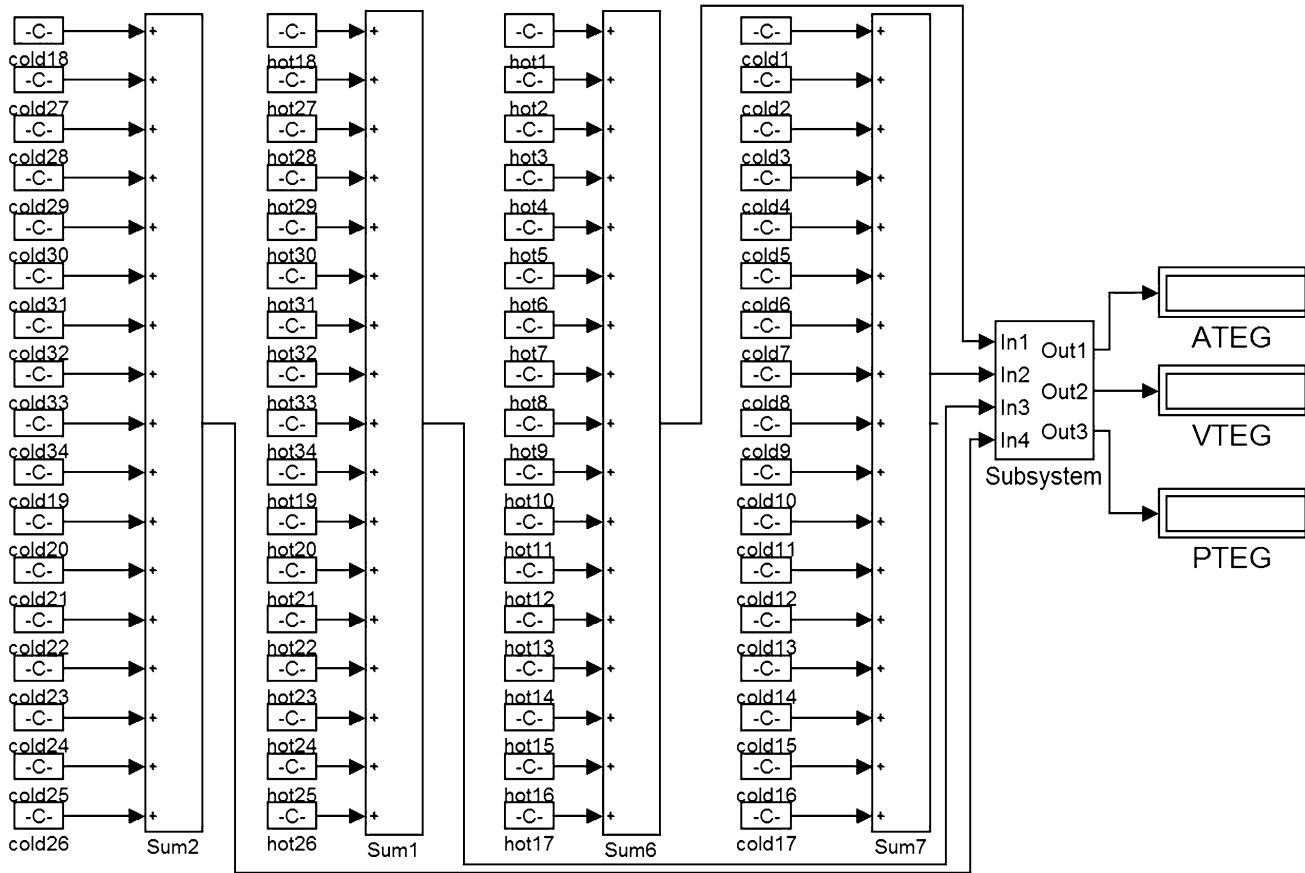 -C- + -C- + -C- + -C- +
cold18 hot18 hot1 cold1
-C- + -C- + -C- + -C- +
cold27 hot27 hot2 cold2
-C- + -C- + -C- + -C- +
cold28 hot28 hot3 cold3
-C- + -C- + -C- + -C- +
cold29 hot29 hot4 cold4
-C- + -C- + -C- + -C- +
cold30 hot30 hot5 cold5
-C- + -C- + -C- + -C- +
cold31 hot31 hot6 cold6
-C- + -C- + -C- + -C- +
cold32 hot32 hot7 cold7
-C- + -C- + -C- + -C- +
cold33 hot33 hot8 cold8
-C- + -C- + -C- + -C- +
cold34 hot34 hot9 cold9
-C- + -C- + -C- + -C- +
cold19 hot19 hot10 cold10
-C- + -C- + -C- + -C- +
cold20 hot20 hot11 cold11
-C- + -C- + -C- + -C- +
cold21 hot21 hot12 cold12
-C- + -C- + -C- + -C- +
cold22 hot22 hot13 cold13
-C- + -C- + -C- + -C- +
cold23 hot23 hot14 cold14
-C- + -C- + -C- + -C- +
cold24 hot24 hot15 cold15
-C- + -C- + -C- + -C- +
cold25 hot25 hot16 cold16
-C- + -C- + -C- + -C- +
cold26 hot26 hot17 cold17
Sum2 Sum1 Sum6 Sum7
In1
In2
In3
In4
Out1
Out2
Out3
Subsystem
ATEG
VTEG
PTEG